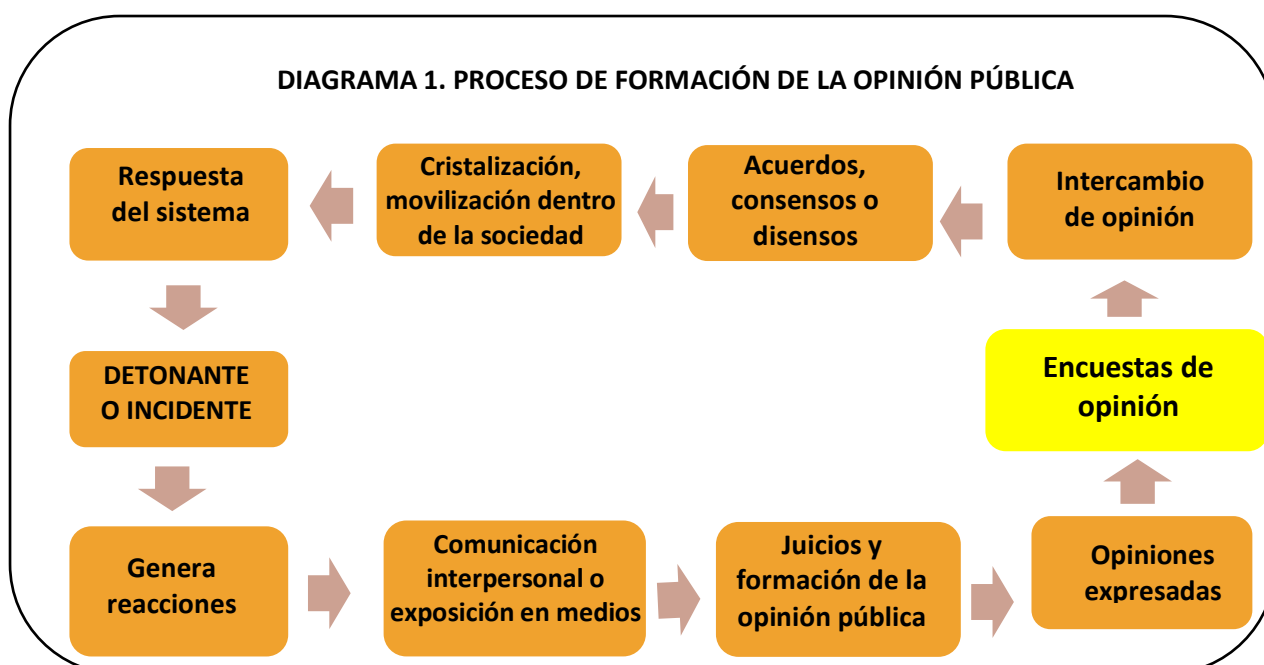 DIAGRAMA 1. PROCESO DE FORMACIÓN DE LA OPINIÓN PÚBLICA
Respuesta
del sistema
Cristalización,
movilización dentro
de la sociedad
Acuerdos,
consensos o
disensos
Intercambio
de opinión
DETONANTE
O INCIDENTE
Encuestas de
opinión
Genera
reacciones
Comunicación
interpersonal o
exposición en medios
Juicios y
formación de la
opinión pública
Opiniones
expresadas